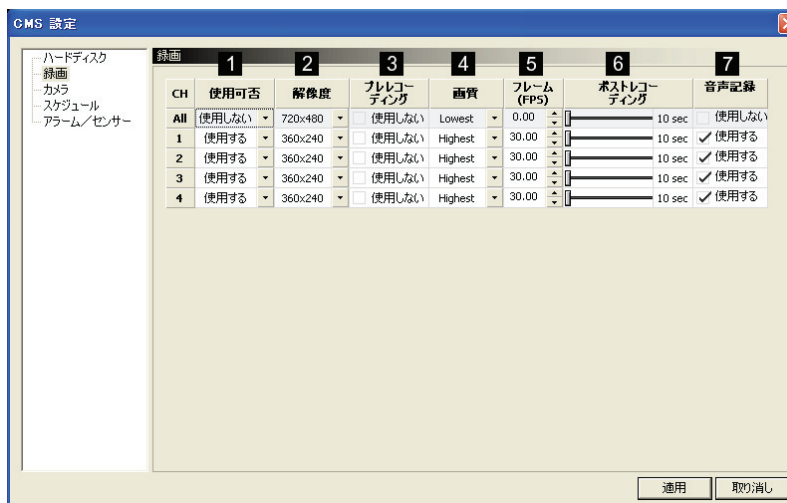 CMS 設定
ハードディスク
録画
カメラ
スケジュール
アラーム／センサー
録画
1 2 3 4 5 6 7
CH 使用可否 解像度 プレレコーディング 画質 フレーム(FPS) ポストレコーディング 音声記録
All 使用しない 720x480 使用しない Lowest 0.00 10 sec 使用しない
1 使用する 360x240 使用しない Highest 30.00 10 sec 使用する
2 使用する 360x240 使用しない Highest 30.00 10 sec 使用する
3 使用する 360x240 使用しない Highest 30.00 10 sec 使用する
4 使用する 360x240 使用しない Highest 30.00 10 sec 使用する
適用 取り消し